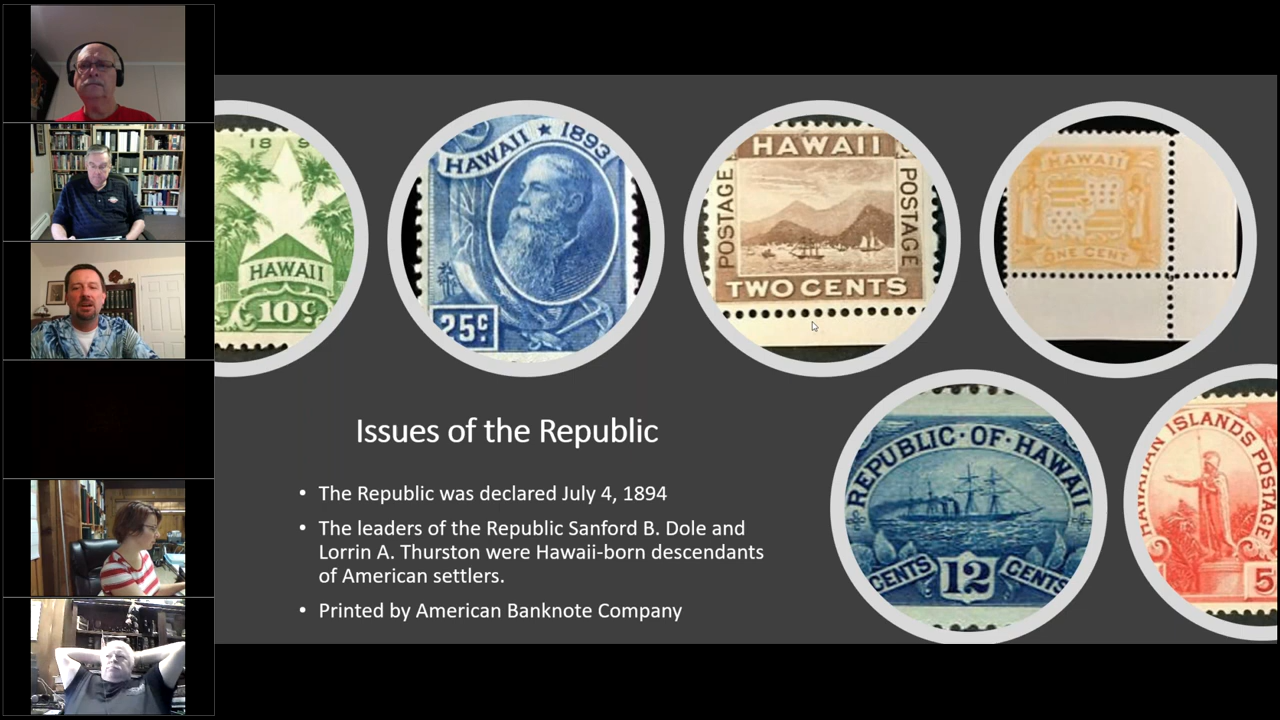 18 9
HAWAII
10¢
HAWAII ★ 1893
25¢
HAWAII
POSTAGE
POSTAGE
TWO CENTS
HAWAII
ONE CENT
Issues of the Republic
• The Republic was declared July 4, 1894
• The leaders of the Republic Sanford B. Dole and
Lorrin A. Thurston were Hawaii-born descendants
of American settlers.
• Printed by American Banknote Company
REPUBLIC·OF·HAWAII
CENTS 12 CENTS
HAWAIIAN ISLANDS POSTAGE
5